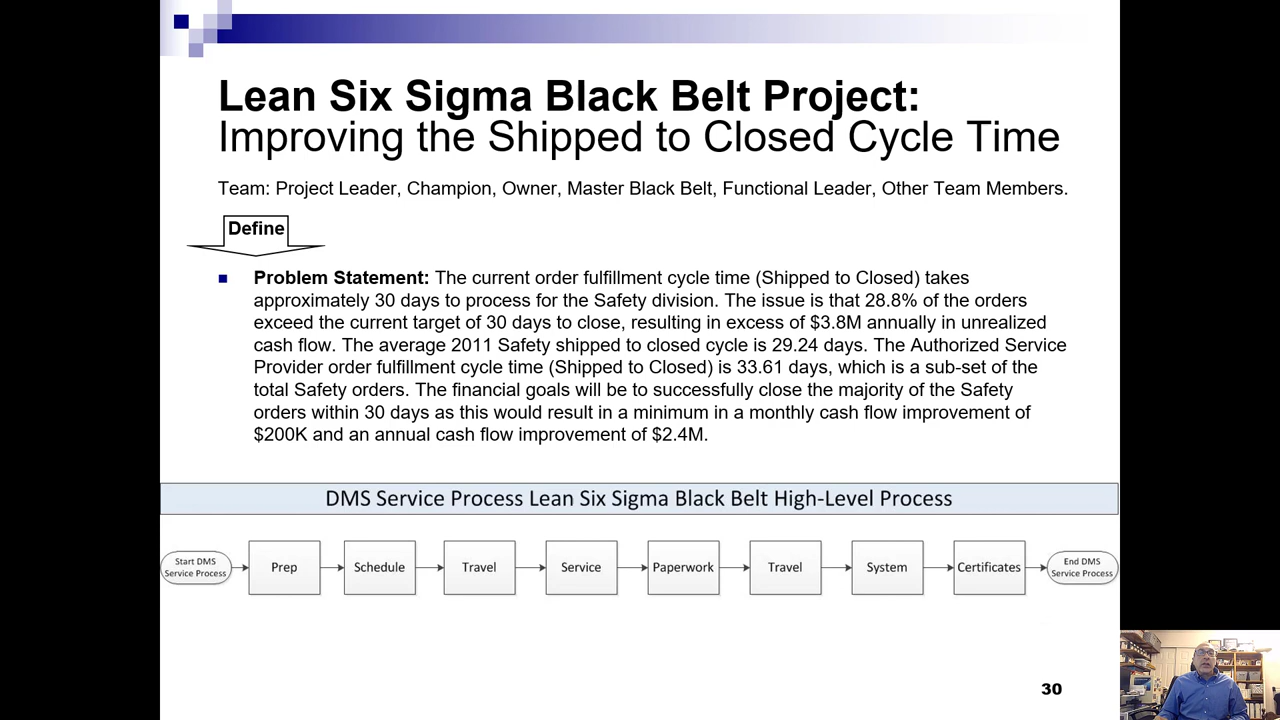 Lean Six Sigma Black Belt Project:
Improving the Shipped to Closed Cycle Time
Team: Project Leader, Champion, Owner, Master Black Belt, Functional Leader, Other Team Members.
Define
Problem Statement: The current order fulfillment cycle time (Shipped to Closed) takes
approximately 30 days to process for the Safety division. The issue is that 28.8% of the orders
exceed the current target of 30 days to close, resulting in excess of $3.8M annually in unrealized
cash flow. The average 2011 Safety shipped to closed cycle is 29.24 days. The Authorized Service
Provider order fulfillment cycle time (Shipped to Closed) is 33.61 days, which is a sub-set of the
total Safety orders. The financial goals will be to successfully close the majority of the Safety
orders within 30 days as this would result in a minimum in a monthly cash flow improvement of
$200K and an annual cash flow improvement of $2.4M.
DMS Service Process Lean Six Sigma Black Belt High-Level Process
Start DMS
Service Process
Prep
Schedule
Travel
Service
Paperwork
Travel
System
Certificates
End DMS
Service Process
30